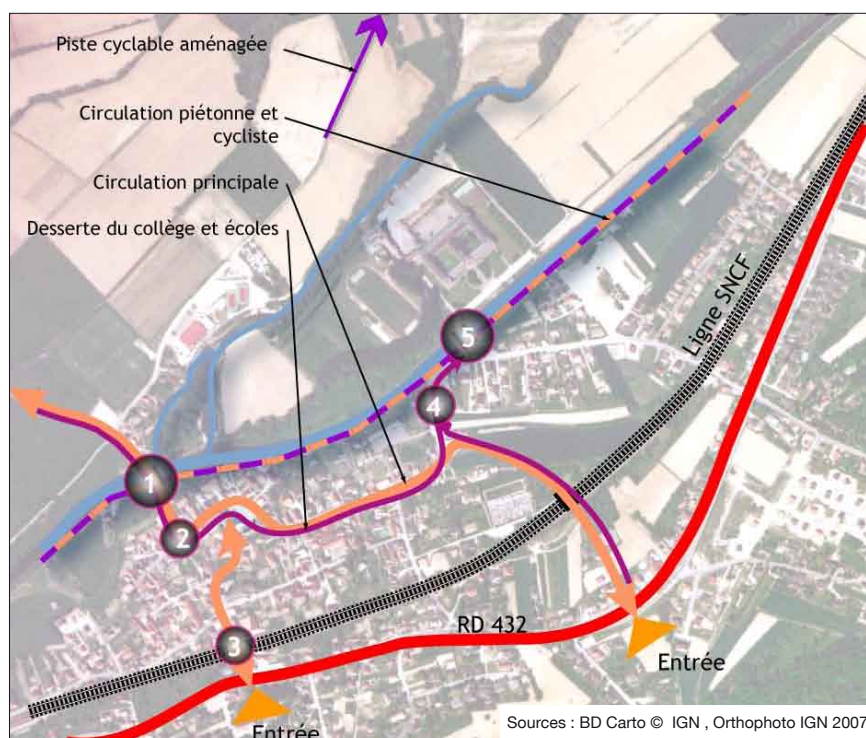 Piste cyclable aménagée
Circulation piétonne et
cycliste
Circulation principale
Desserte du collège et écoles
5
Ligne SNCF
4
1
2
3
RD 432
Entrée
Entrée
Sources : BD Carto © IGN , Orthophoto IGN 2007